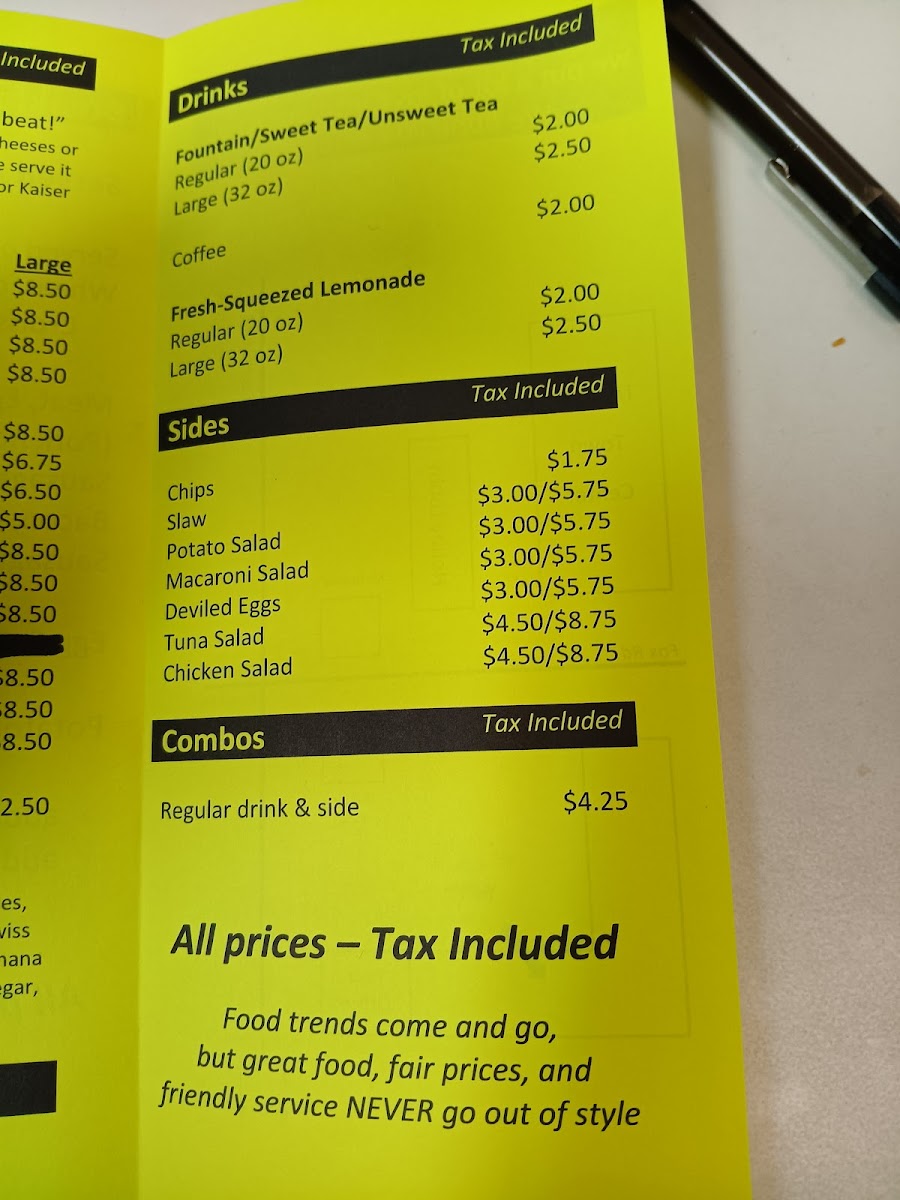 Included
beat!"
heeses or
e serve it
or Kaiser
Large
$8.50
$8.50
$8.50
$8.50
$8.50
$6.75
$6.50
$5.00
$8.50
$8.50
$8.50
$8.50
$8.50
8.50
2.50
es,
viss
nana
egar,
Drinks Tax Included
Fountain/Sweet Tea/Unsweet Tea
Regular (20 oz) $2.00
Large (32 oz) $2.50
Coffee $2.00
Fresh-Squeezed Lemonade
Regular (20 oz) $2.00
Large (32 oz) $2.50
Sides Tax Included
Chips $1.75
Slaw $3.00/$5.75
Potato Salad $3.00/$5.75
Macaroni Salad $3.00/$5.75
Deviled Eggs $3.00/$5.75
Tuna Salad $4.50/$8.75
Chicken Salad $4.50/$8.75
Combos Tax Included
Regular drink & side $4.25
All prices – Tax Included
Food trends come and go,
but great food, fair prices, and
friendly service NEVER go out of style